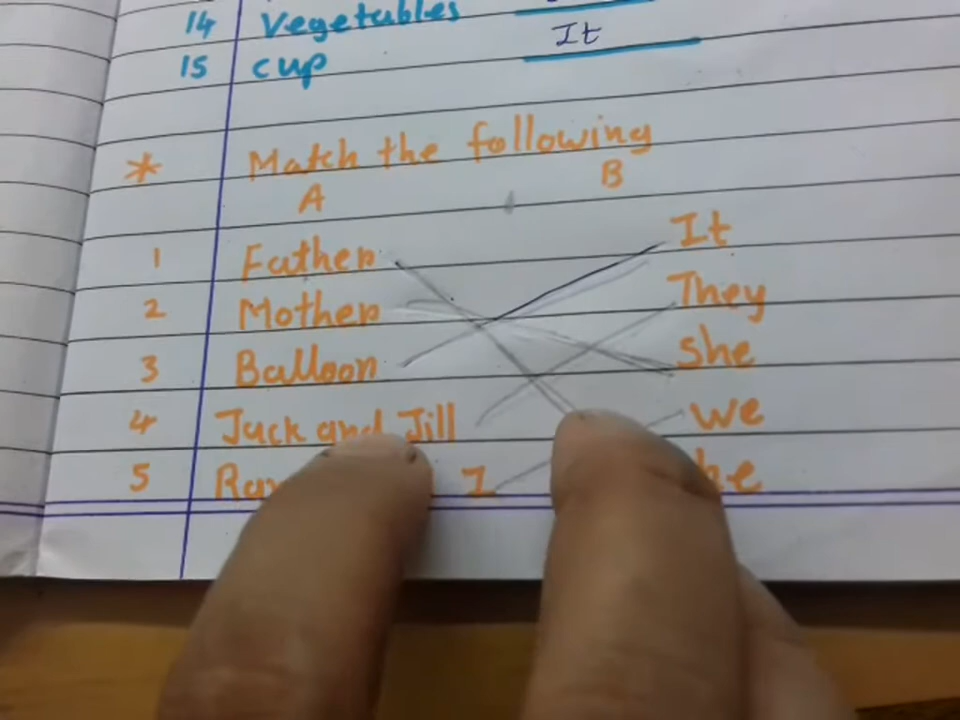 14 Vegetables
15 cup It
* Match the following
A B
1 Father It
2 Mother They
3 Balloon She
4 Jack and Jill We
5 I